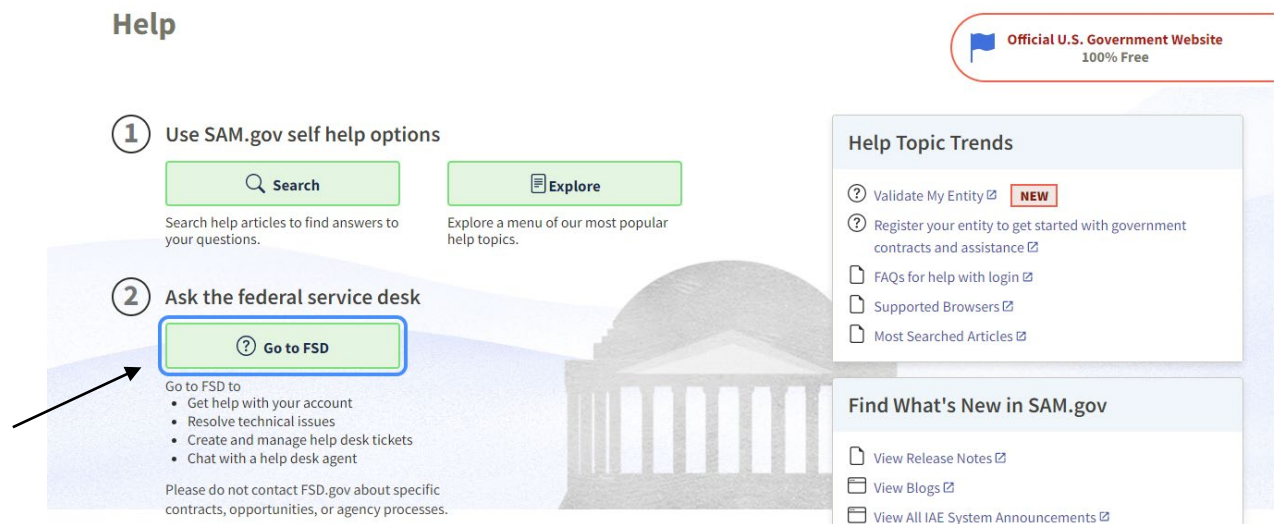 Help
Official U.S. Government Website
100% Free
1 Use SAM.gov self help options
Search
Explore
Search help articles to find answers to
your questions.
Explore a menu of our most popular
help topics.
2 Ask the federal service desk
Go to FSD
Go to FSD to
• Get help with your account
• Resolve technical issues
• Create and manage help desk tickets
• Chat with a help desk agent
Please do not contact FSD.gov about specific
contracts, opportunities, or agency processes.
Help Topic Trends
Validate My Entity NEW
Register your entity to get started with government
contracts and assistance
FAQs for help with login
Supported Browsers
Most Searched Articles
Find What's New in SAM.gov
View Release Notes
View Blogs
View All IAE System Announcements